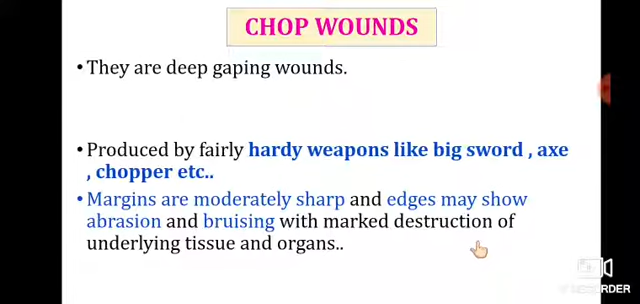 CHOP WOUNDS
• They are deep gaping wounds.
• Produced by fairly hardy weapons like big sword , axe
, chopper etc..
• Margins are moderately sharp and edges may show
abrasion and bruising with marked destruction of
underlying tissue and organs..
RECORDER